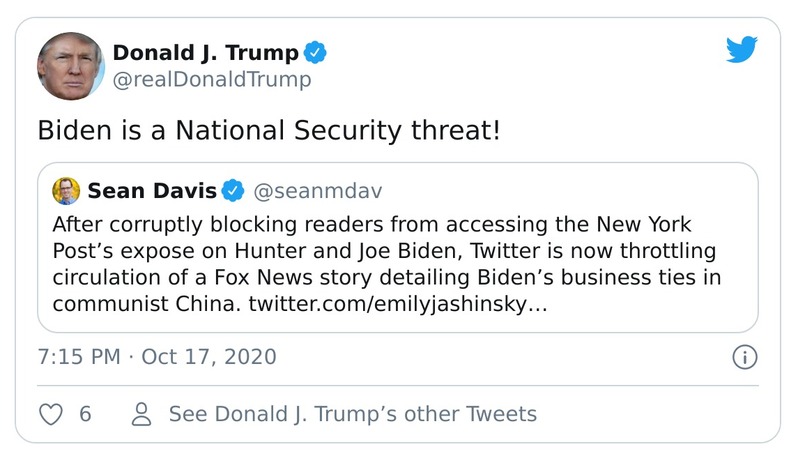 Donald J. Trump
@realDonaldTrump
Biden is a National Security threat!
Sean Davis @seanmdav
After corruptly blocking readers from accessing the New York
Post’s expose on Hunter and Joe Biden, Twitter is now throttling
circulation of a Fox News story detailing Biden’s business ties in
communist China. twitter.com/emilyjashinsky…
7:15 PM · Oct 17, 2020
6 See Donald J. Trump’s other Tweets